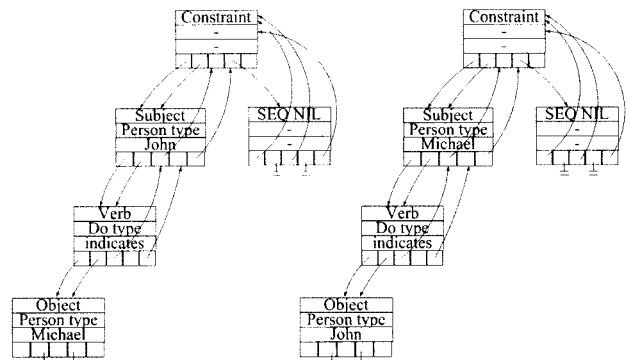 Constraint
-
-
Subject
Person type
John
SEQ NIL
-
-
Verb
Do type
indicates
Object
Person type
Michael
Constraint
-
-
Subject
Person type
Michael
SEQ NIL
-
-
Verb
Do type
indicates
Object
Person type
John